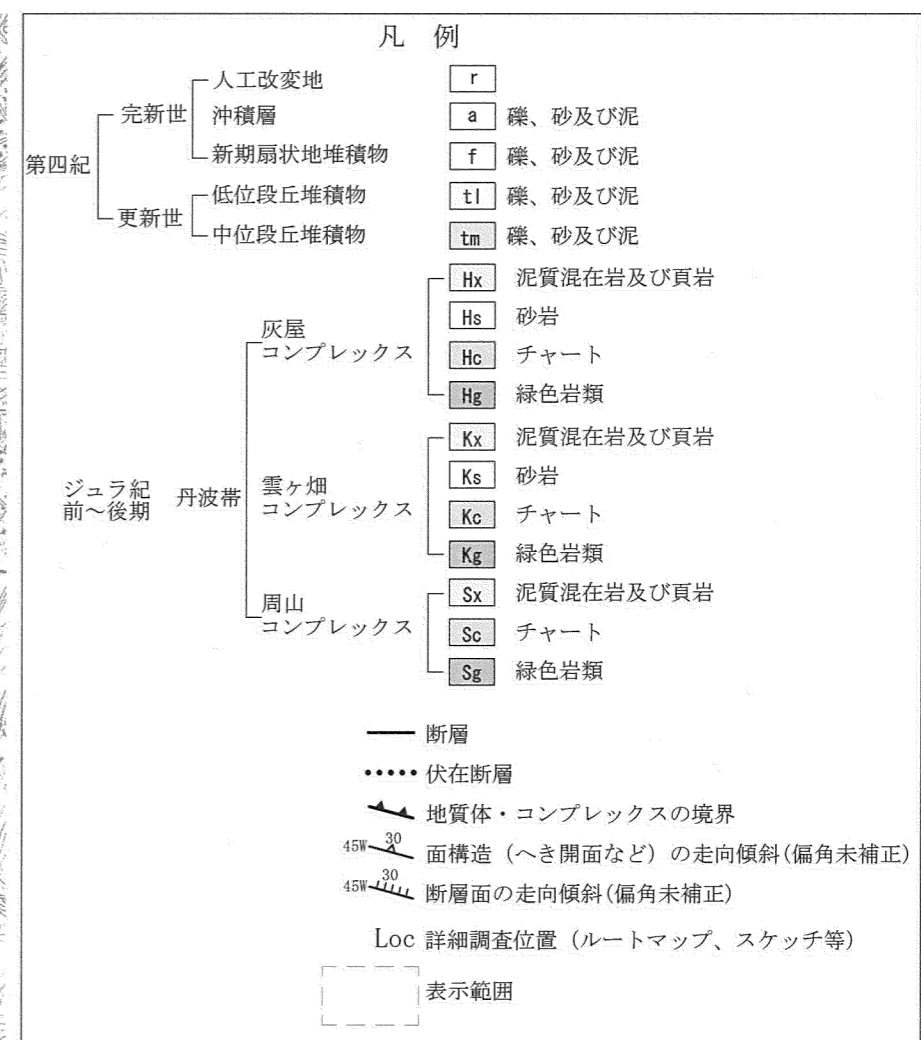 凡 例
人工改変地 r
完新世 沖積層 a 礫、砂及び泥
新期扇状地堆積物 f 礫、砂及び泥
第四紀
低位段丘堆積物 tl 礫、砂及び泥
更新世
中位段丘堆積物 tm 礫、砂及び泥
Hx 泥質混在岩及び頁岩
Hs 砂岩
灰屋
コンプレックス
Hc チャート
Hg 緑色岩類
Kx 泥質混在岩及び頁岩
Ks 砂岩
ジュラ紀
前～後期
丹波帯
雲ヶ畑
コンプレックス
Kc チャート
Kg 緑色岩類
Sx 泥質混在岩及び頁岩
周山
コンプレックス
Sc チャート
Sg 緑色岩類
断層
伏在断層
地質体・コンプレックスの境界
45W 30 面構造（へき開面など）の走向傾斜(偏角未補正)
45W 30 断層面の走向傾斜(偏角未補正)
Loc 詳細調査位置（ルートマップ、スケッチ等）
表示範囲